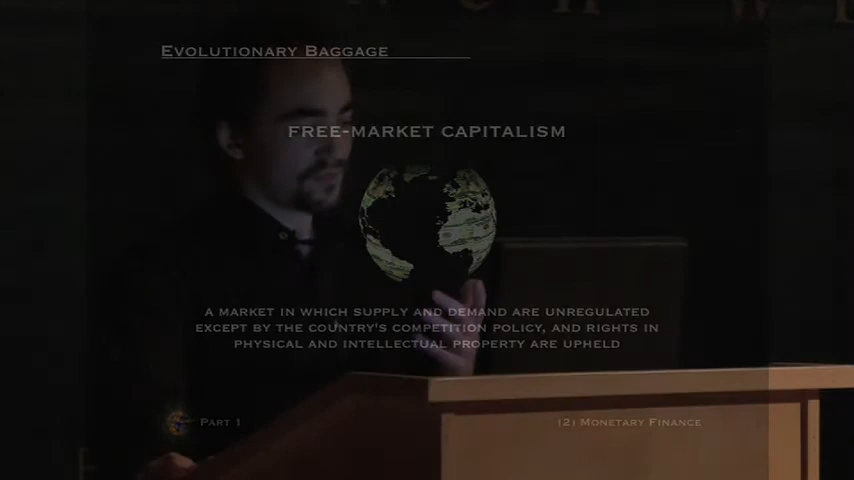 EVOLUTIONARY BAGGAGE
FREE-MARKET CAPITALISM
A MARKET IN WHICH SUPPLY AND DEMAND ARE UNREGULATED
EXCEPT BY THE COUNTRY'S COMPETITION POLICY, AND RIGHTS IN
PHYSICAL AND INTELLECTUAL PROPERTY ARE UPHELD
PART 1
(2) MONETARY FINANCE